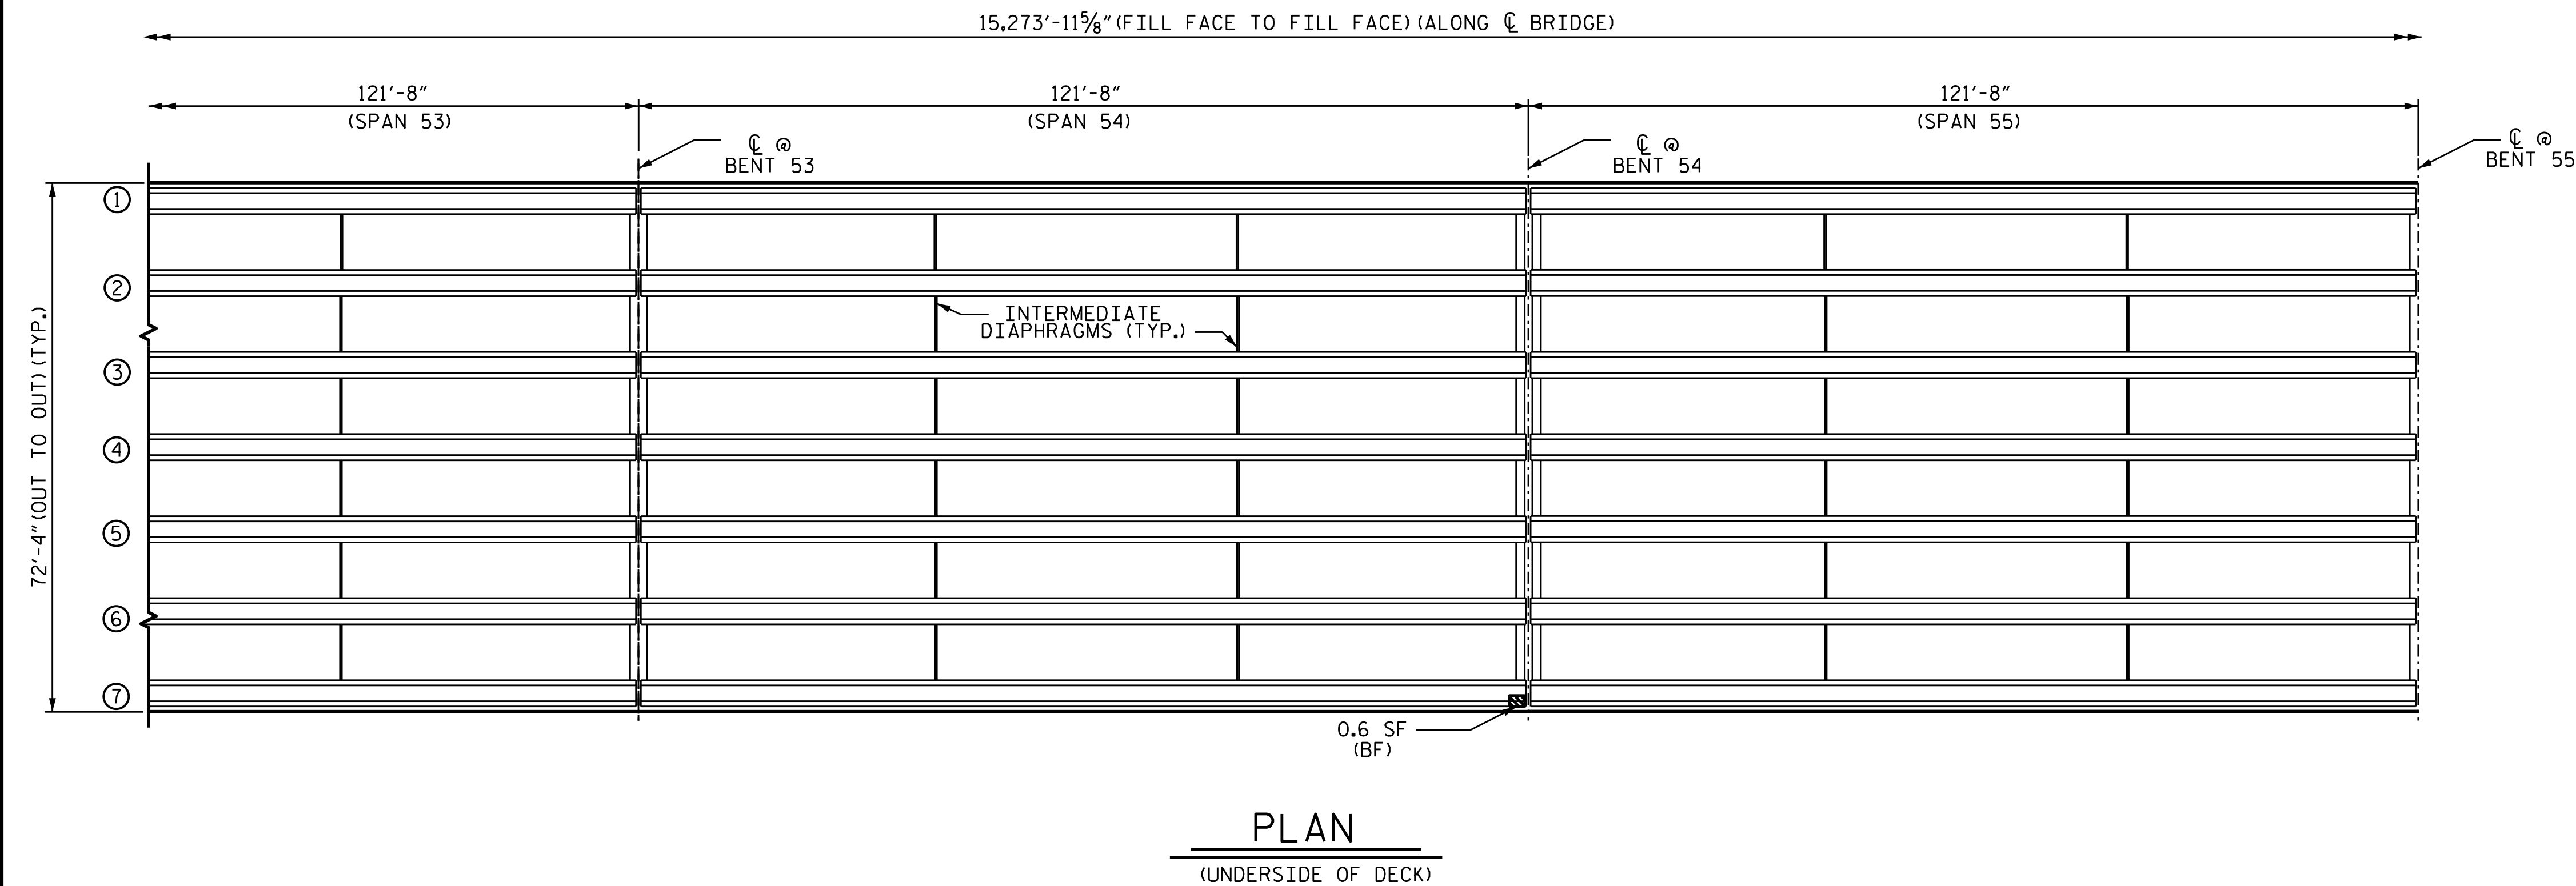 15,273'-11⅝" (FILL FACE TO FILL FACE) (ALONG ℄ BRIDGE)
121'-8"
(SPAN 53)
121'-8"
(SPAN 54)
121'-8"
(SPAN 55)
℄ @
BENT 53
℄ @
BENT 54
℄ @
BENT 55
72'-4" (OUT TO OUT) (TYP.)
1
2
3
4
5
6
7
INTERMEDIATE
DIAPHRAGMS (TYP.)
0.6 SF
(BF)
PLAN
(UNDERSIDE OF DECK)